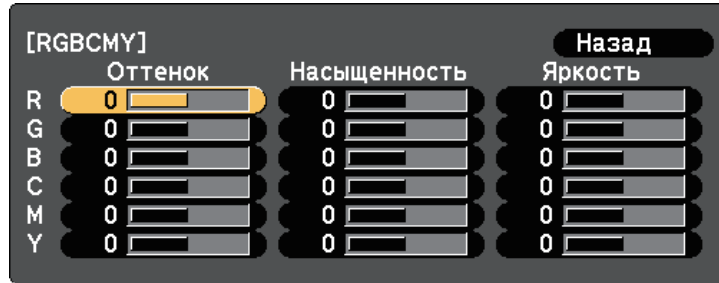 [RGBCMY] Назад
Оттенок Насыщенность Яркость
R 0 0 0
G 0 0 0
B 0 0 0
C 0 0 0
M 0 0 0
Y 0 0 0